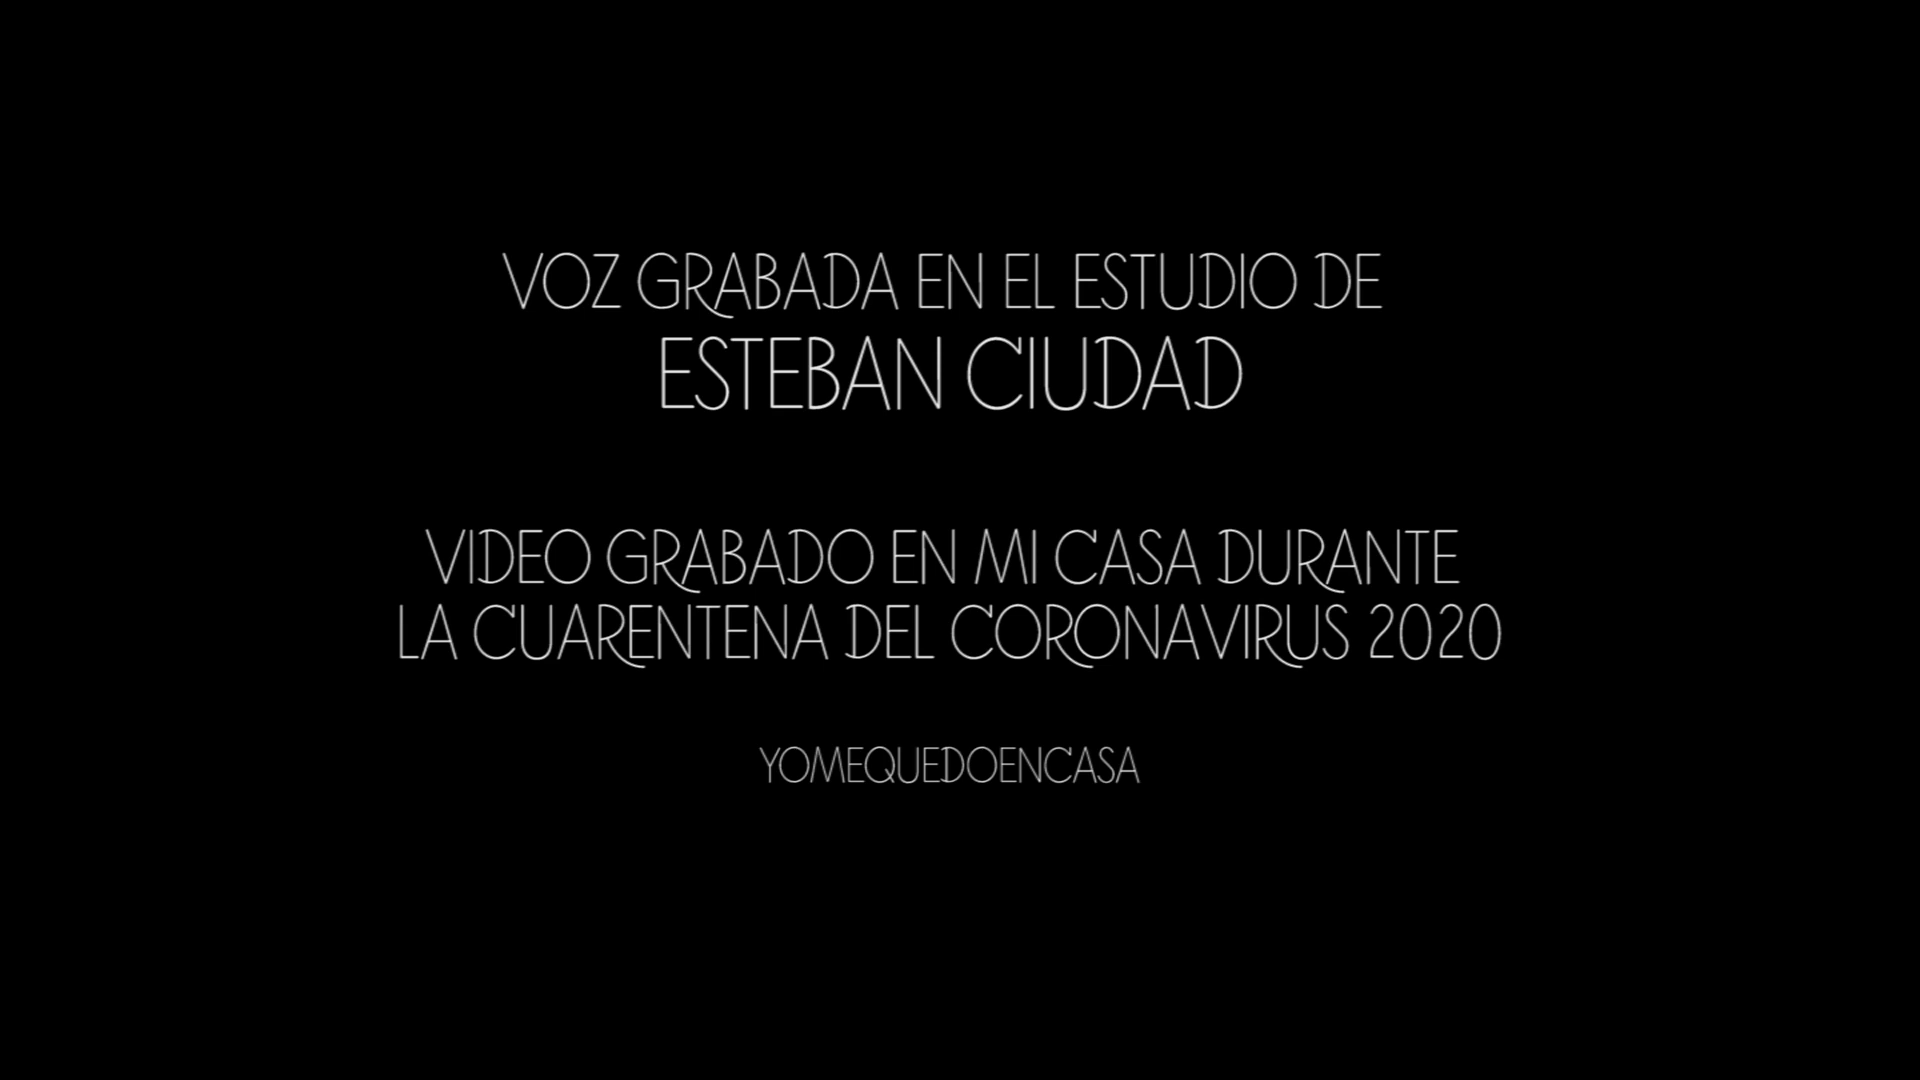 VOZ GRABADA EN EL ESTUDIO DE
ESTEBAN CIUDAD
VIDEO GRABADO EN MI CASA DURANTE
LA CUARENTENA DEL CORONAVIRUS 2020
YOMEQUEDOENCASA